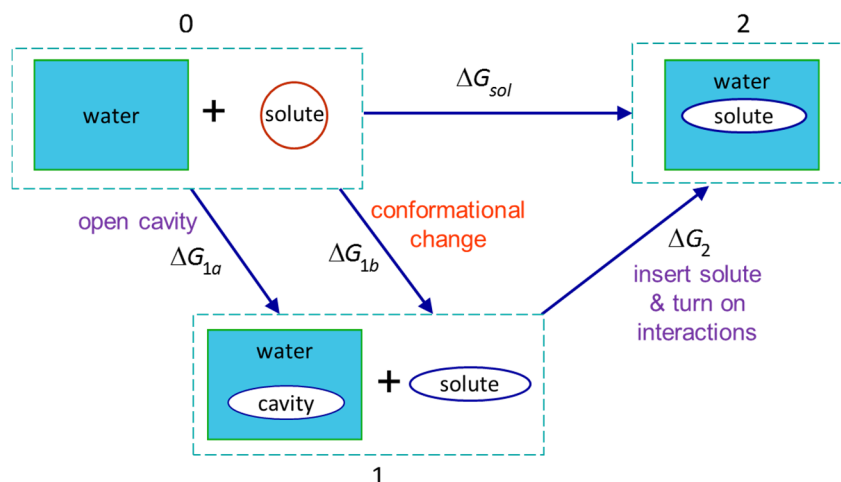 0
2
water
+
solute
ΔG_sol
water
solute
open cavity
ΔG_1a
conformational
change
ΔG_1b
ΔG_2
insert solute
& turn on
interactions
water
cavity
+
solute
1